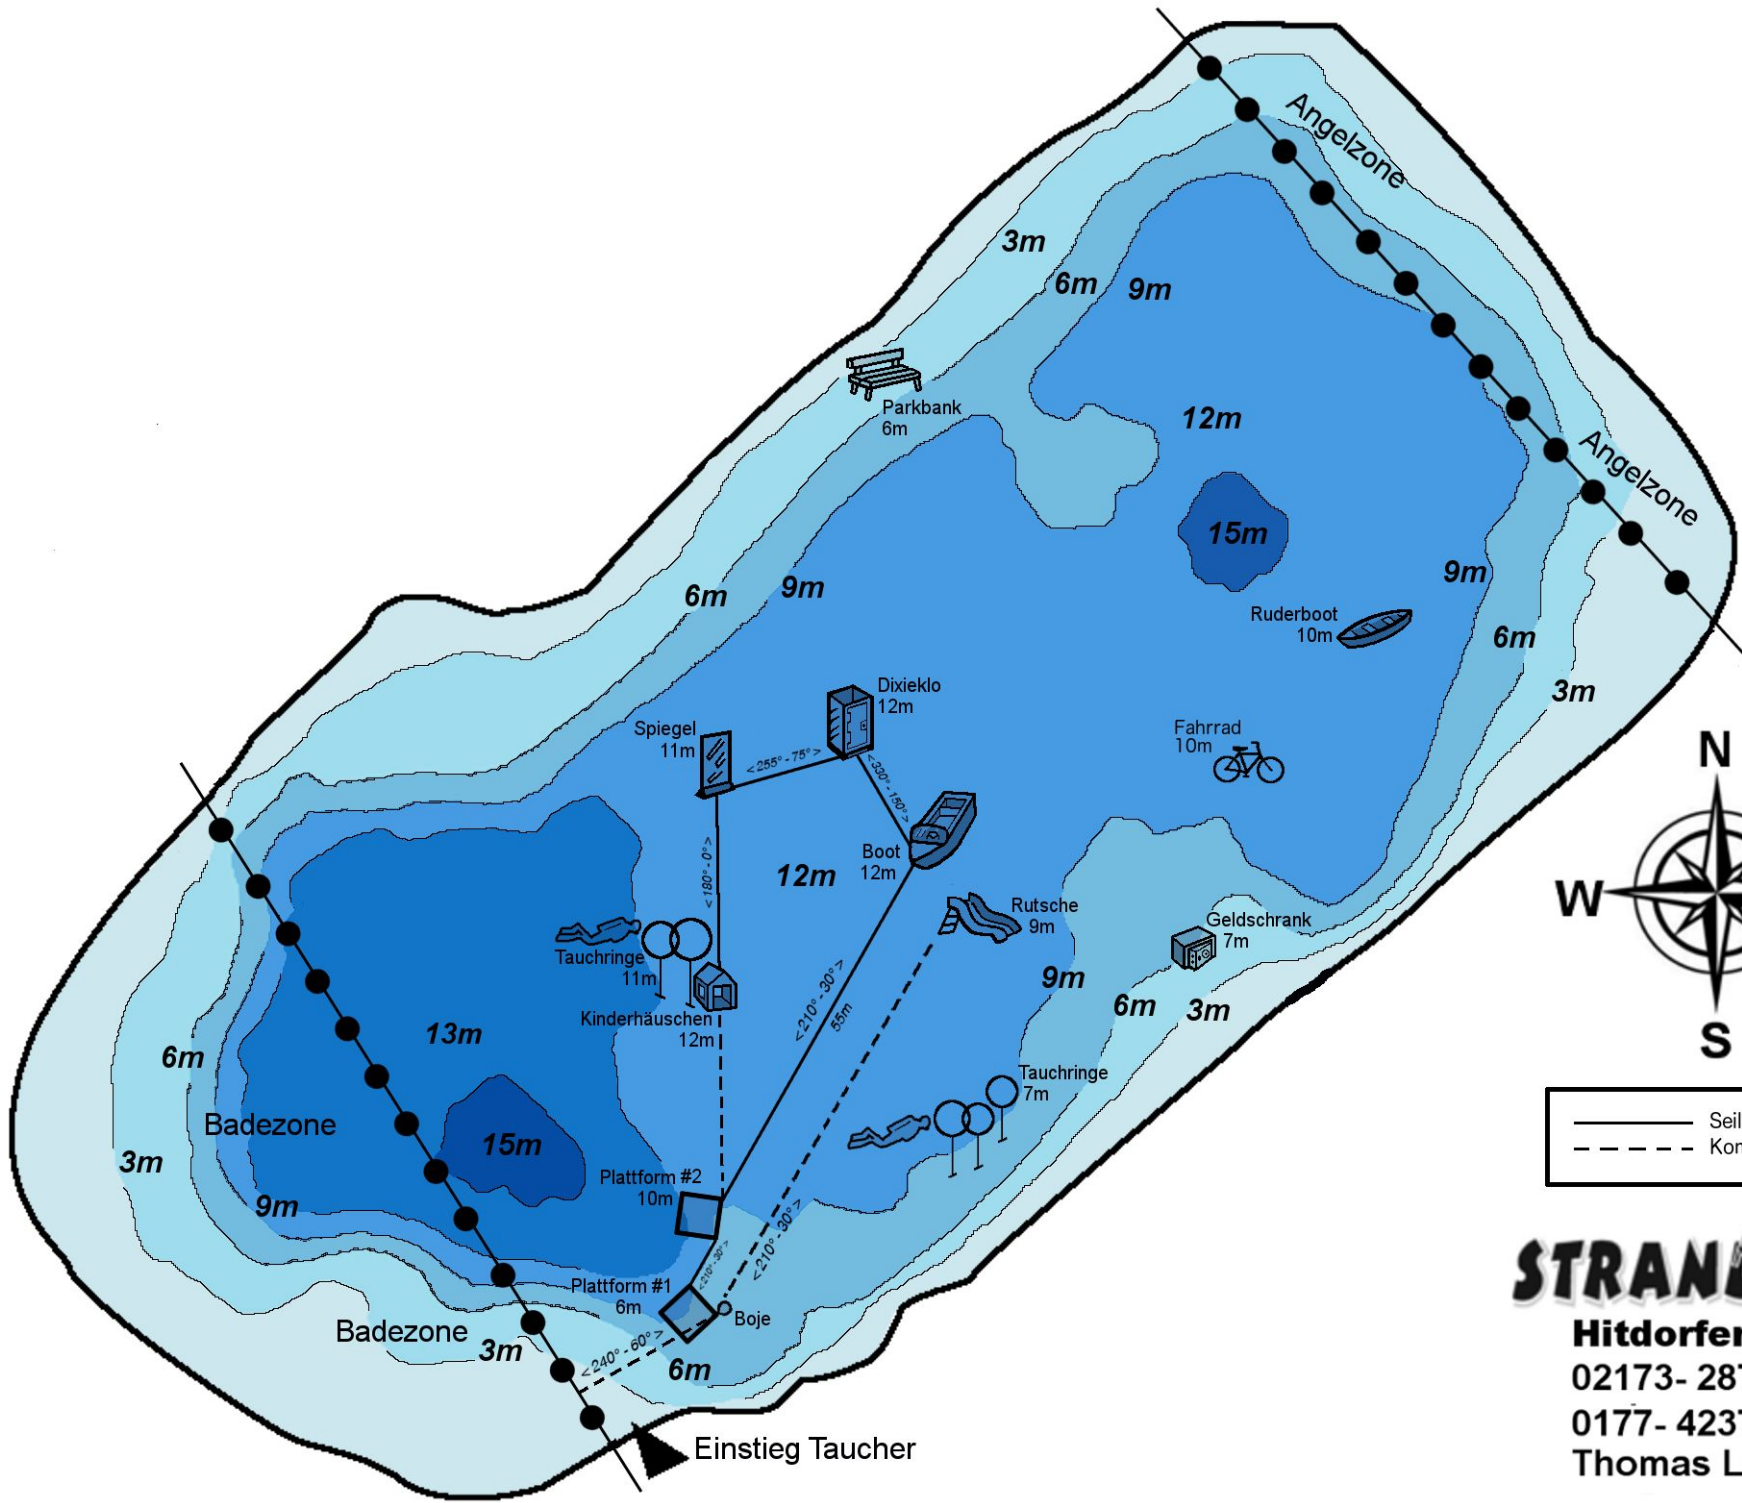 Angelzone
3m
6m
9m
Parkbank
6m
12m
Angelzone
15m
6m
9m
9m
Ruderboot
10m
6m
3m
Dixieklo
12m
Spiegel
11m
<255° - 75° >
<330° - 150° >
Fahrrad
10m
N
W
S
<180° - 0° >
Boot
12m
12m
Rutsche
9m
Geldschrank
7m
Tauchringe
11m
9m
6m
3m
Kinderhäuschen
12m
<210° - 30° >
55m
13m
6m
Tauchringe
7m
Badezone
15m
3m
Seil
Plattform #2
10m
9m
<210° - 30° >
<210° - 30° >
Plattform #1
6m
Boje
Badezone
3m
<240° - 60° >
6m
Einstieg Taucher
Hitdorfer
02173- 287
0177- 4237
Thomas L